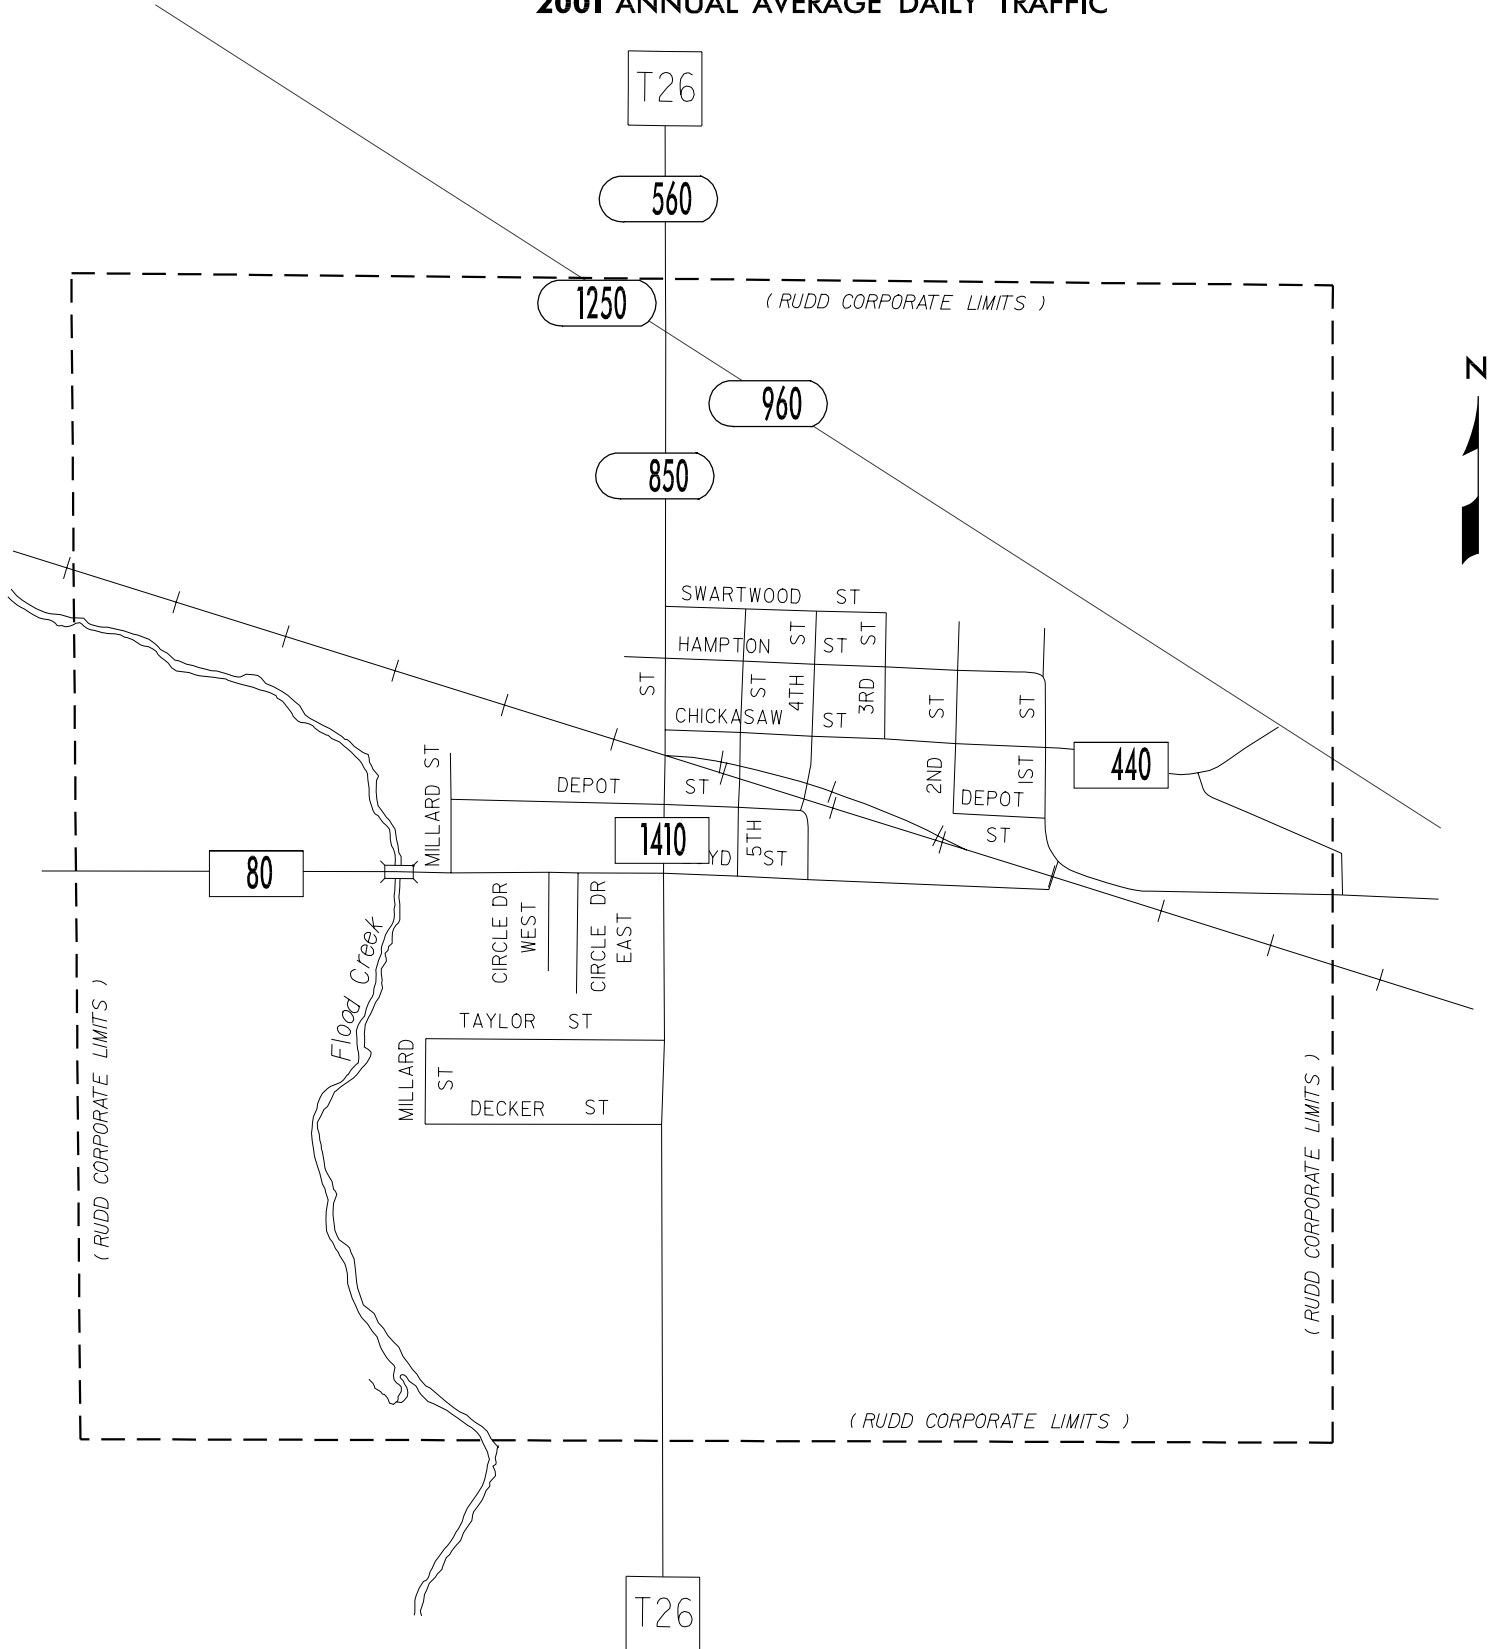 2001 ANNUAL AVERAGE DAILY TRAFFIC
T26
560
1250
( RUDD CORPORATE LIMITS )
N
960
850
SWARTWOOD ST
HAMPTON ST
ST
ST
ST
CHICKASAW ST
ST
4TH
3RD
ST
ST
MILLARD ST
DEPOT ST
2ND
1ST
440
DEPOT
ST
1410
YD ST
5TH
80
CIRCLE DR
WEST
CIRCLE DR
EAST
Flood Creek
TAYLOR ST
MILLARD
ST
DECKER ST
( RUDD CORPORATE LIMITS )
( RUDD CORPORATE LIMITS )
( RUDD CORPORATE LIMITS )
T26